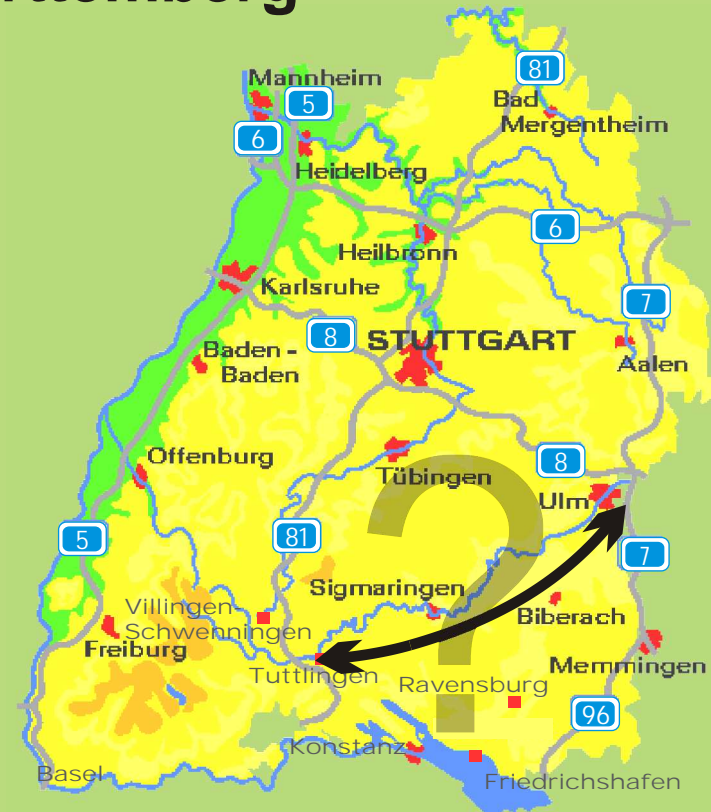 81
Mannheim
5
Bad
Mergentheim
6
Heidelberg
6
Heilbronn
Karlsruhe
7
8
STUTTGART
Baden-
Baden
Aalen
Offenburg
Tübingen
8
Ulm
?
5
81
7
Sigmaringen
Villingen-
Schwenningen
Biberach
Freiburg
Memmingen
Tuttlingen
Ravensburg
96
Konstanz
Basel
Friedrichshafen